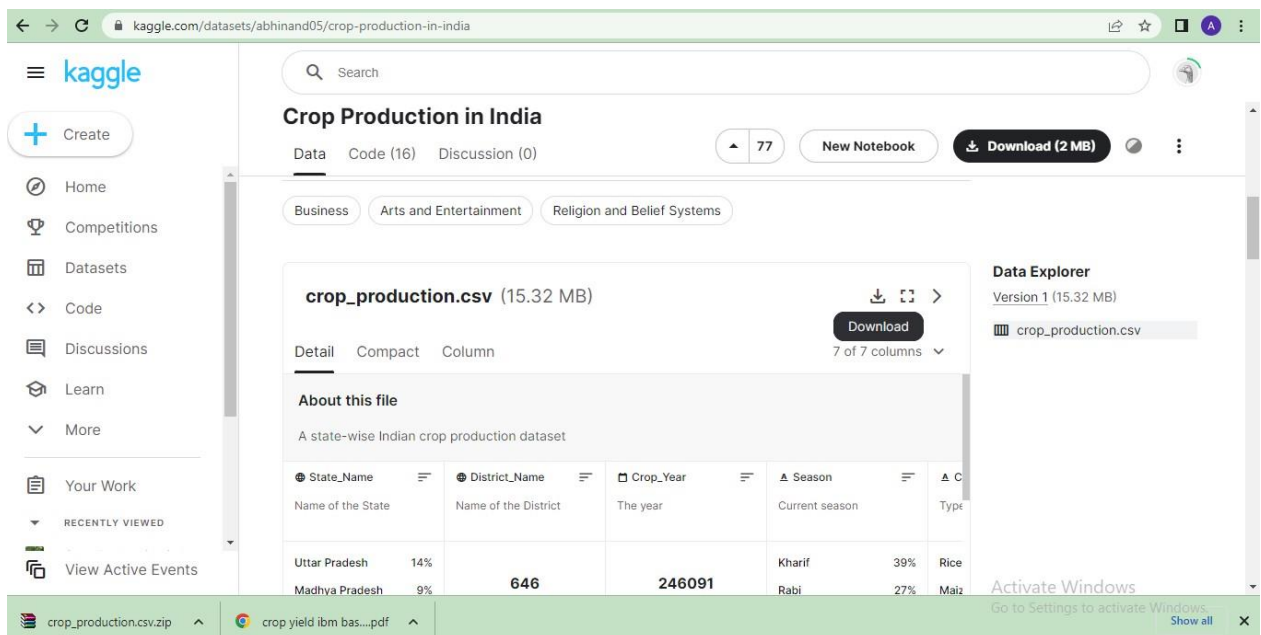 kaggle.com/datasets/abhinand05/crop-production-in-india
A
kaggle
Search
Create
Home
Competitions
Datasets
Code
Discussions
Learn
More
Your Work
RECENTLY VIEWED
View Active Events
Crop Production in India
Data Code (16) Discussion (0)
77 New Notebook Download (2 MB)
Business Arts and Entertainment Religion and Belief Systems
crop_production.csv (15.32 MB)
Download
Detail Compact Column 7 of 7 columns
About this file
A state-wise Indian crop production dataset
State_Name District_Name Crop_Year A Season A C
Name of the State Name of the District The year Current season Type
Uttar Pradesh 14% 646 246091 Kharif 39% Rice
Madhya Pradesh 9% Rabi 27% Maiz
Data Explorer
Version 1 (15.32 MB)
crop_production.csv
Activate Windows
Go to Settings to activate Windows.
crop_production.csv.zip crop yield ibm bas....pdf Show all